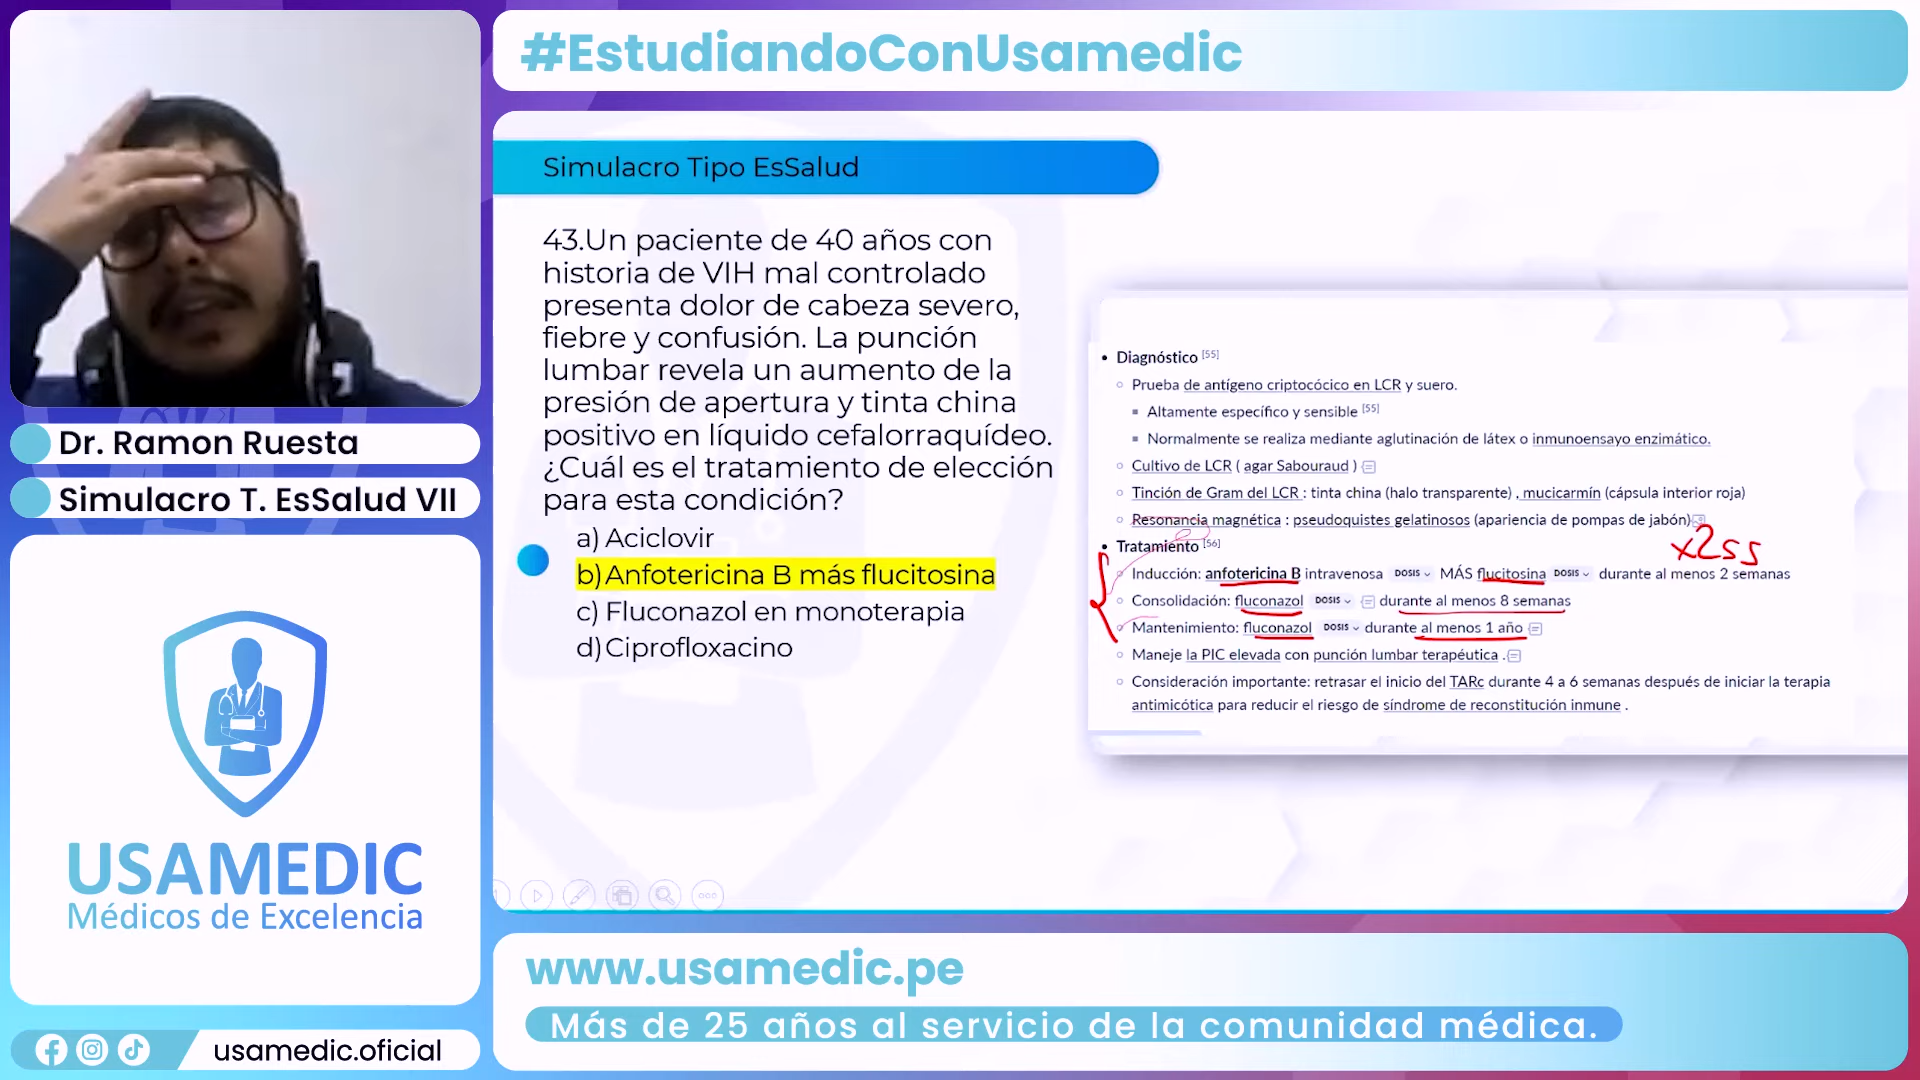 #EstudiandoConUsamedic
Simulacro Tipo EsSalud
43.Un paciente de 40 años con
historia de VIH mal controlado
presenta dolor de cabeza severo,
fiebre y confusión. La punción
lumbar revela un aumento de la
presión de apertura y tinta china
positivo en líquido cefalorraquídeo.
¿Cuál es el tratamiento de elección
para esta condición?
a) Aciclovir
b) Anfotericina B más flucitosina
c) Fluconazol en monoterapia
d) Ciprofloxacino
• Diagnóstico [55]
Prueba de antígeno criptocócico en LCR y suero.
Altamente específico y sensible [55]
Normalmente se realiza mediante aglutinación de látex o inmunoensayo enzimático.
Cultivo de LCR ( agar Sabouraud )
Tinción de Gram del LCR : tinta china (halo transparente) , mucicarmín (cápsula interior roja)
Resonancia magnética : pseudoquistes gelatinosos (apariencia de pompas de jabón)
x2ss
• Tratamiento [56]
Inducción: anfotericina B intravenosa DOSIS MÁS flucitosina DOSIS durante al menos 2 semanas
Consolidación: fluconazol DOSIS durante al menos 8 semanas
Mantenimiento: fluconazol DOSIS durante al menos 1 año
Maneje la PIC elevada con punción lumbar terapéutica .
Consideración importante: retrasar el inicio del TARc durante 4 a 6 semanas después de iniciar la terapia
antimicótica para reducir el riesgo de síndrome de reconstitución inmune .
Dr. Ramon Ruesta
Simulacro T. EsSalud VII
USAMEDIC
Médicos de Excelencia
usamedic.oficial
www.usamedic.pe
Más de 25 años al servicio de la comunidad médica.